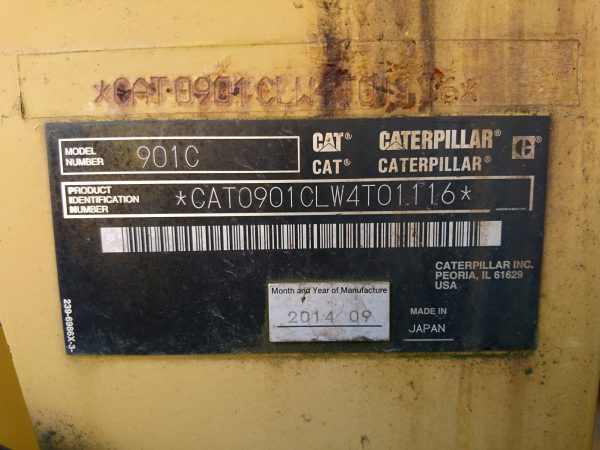 *CAT0901CLW4T01116*
MODEL NUMBER 901C
CAT® CATERPILLAR® C
CAT® CATERPILLAR®
PRODUCT IDENTIFICATION NUMBER *CAT0901CLW4T01116*
CATERPILLAR INC.
PEORIA, IL 61629
USA
Month and Year of Manufacture
2014 09
MADE IN
JAPAN
239-6986X-3-